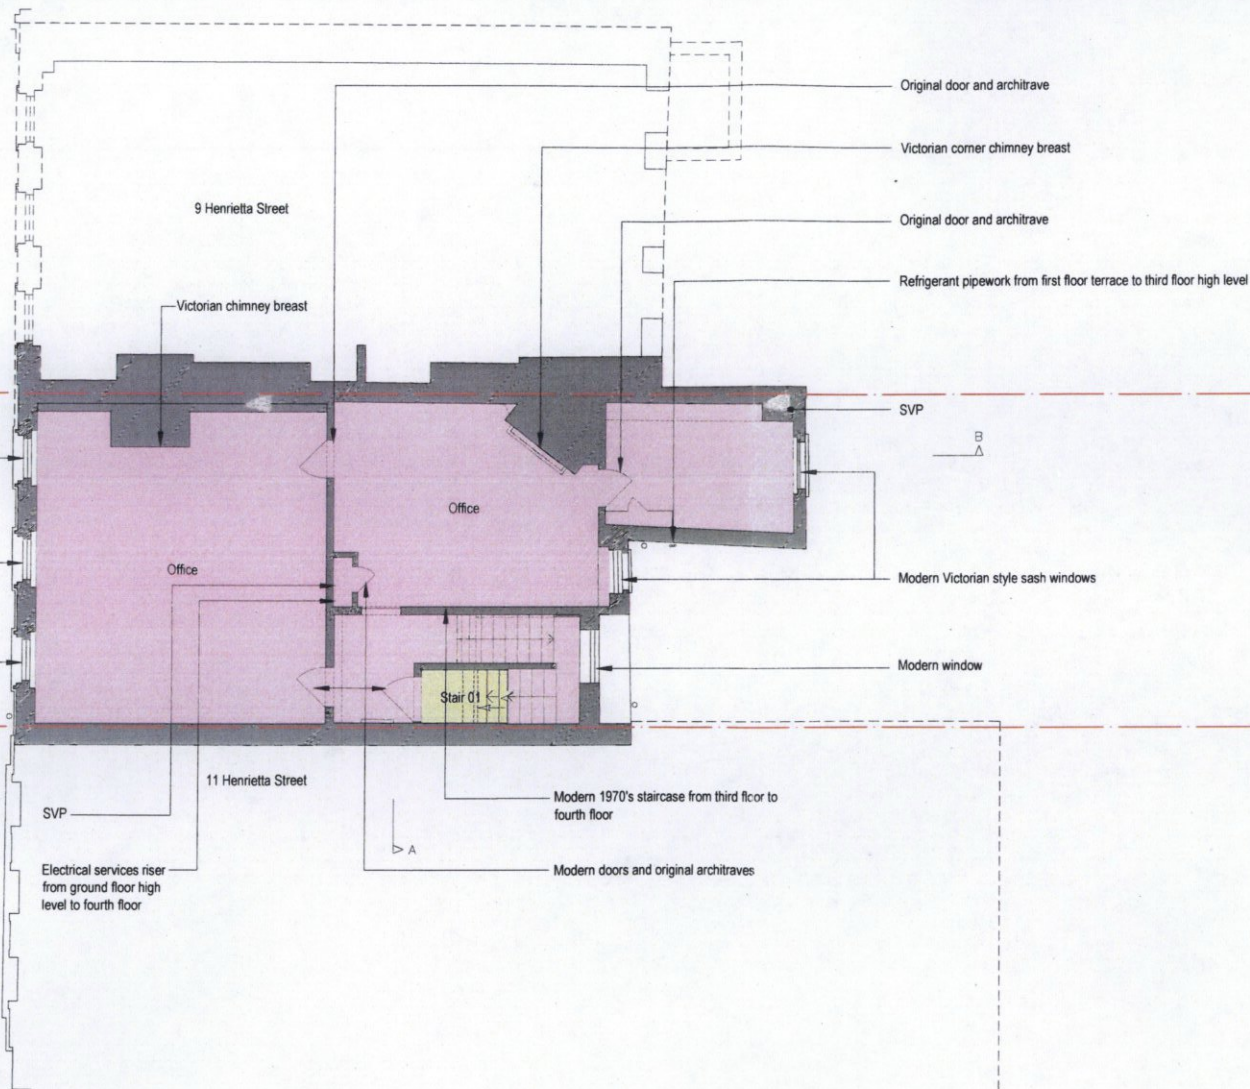 Original door and architrave
Victorian corner chimney breast
9 Henrietta Street
Original door and architrave
Refrigerant pipework from first floor terrace to third floor high level
Victorian chimney breast
SVP
B
Office
Office
Modern Victorian style sash windows
Modern window
Stair 01
11 Henrietta Street
Modern 1970's staircase from third floor to
fourth floor
SVP
A
Electrical services riser
from ground floor high
level to fourth floor
Modern doors and original architraves